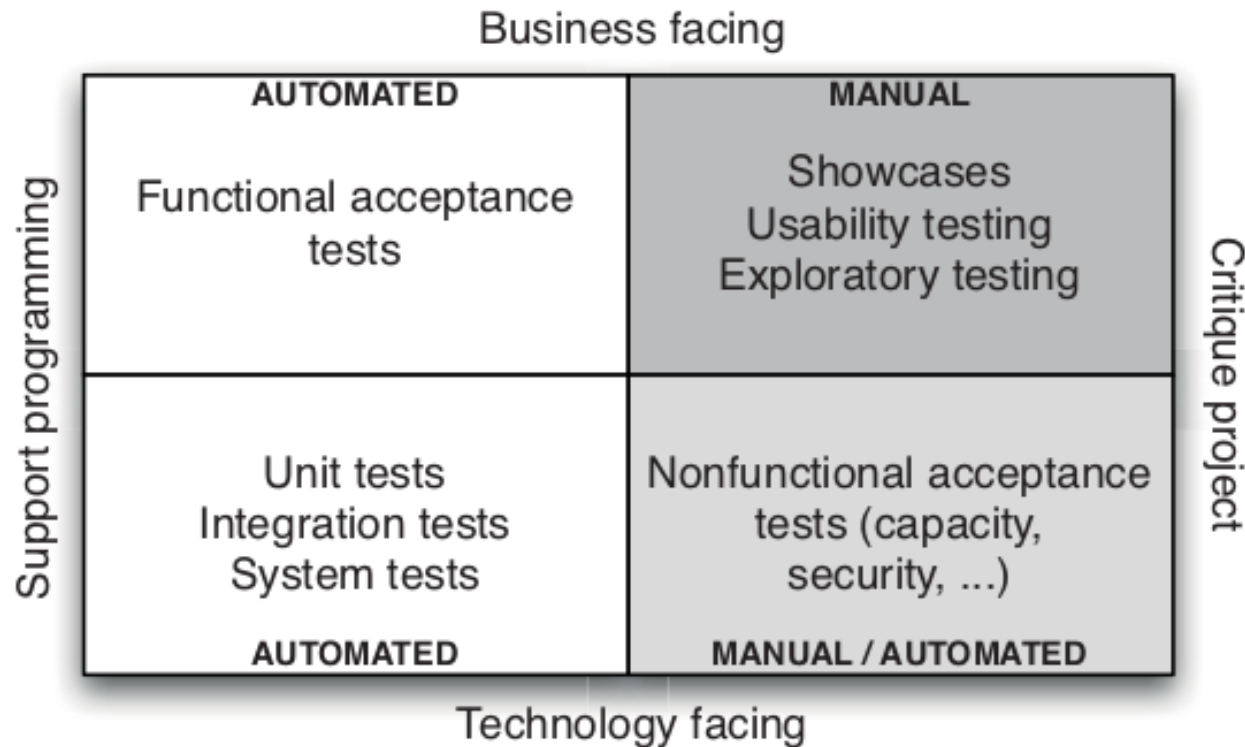 Business facing
AUTOMATED
Functional acceptance
tests
MANUAL
Showcases
Usability testing
Exploratory testing
Support programming
Critique project
Unit tests
Integration tests
System tests
AUTOMATED
Nonfunctional acceptance
tests (capacity,
security, ...)
MANUAL / AUTOMATED
Technology facing